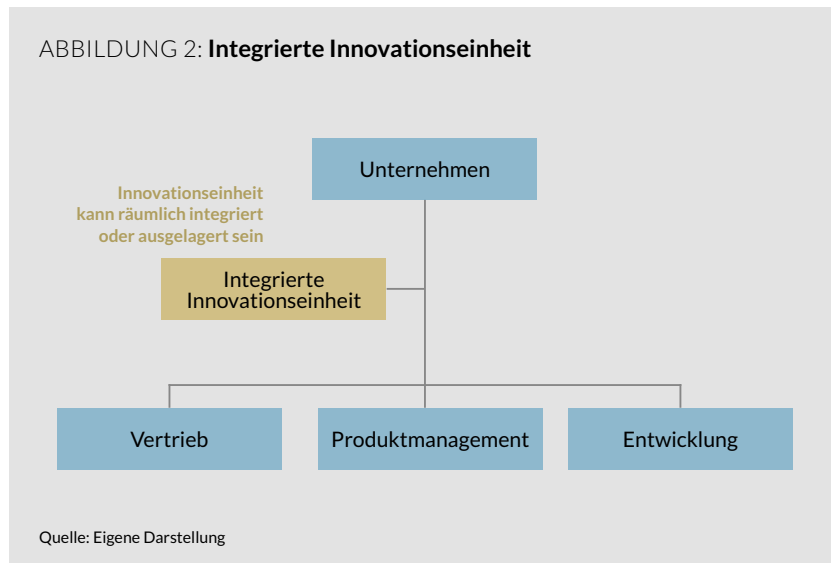 ABBILDUNG 2: Integrierte Innovationseinheit
Unternehmen
Innovationseinheit
kann räumlich integriert
oder ausgelagert sein
Integrierte
Innovationseinheit
Vertrieb
Produktmanagement
Entwicklung
Quelle: Eigene Darstellung